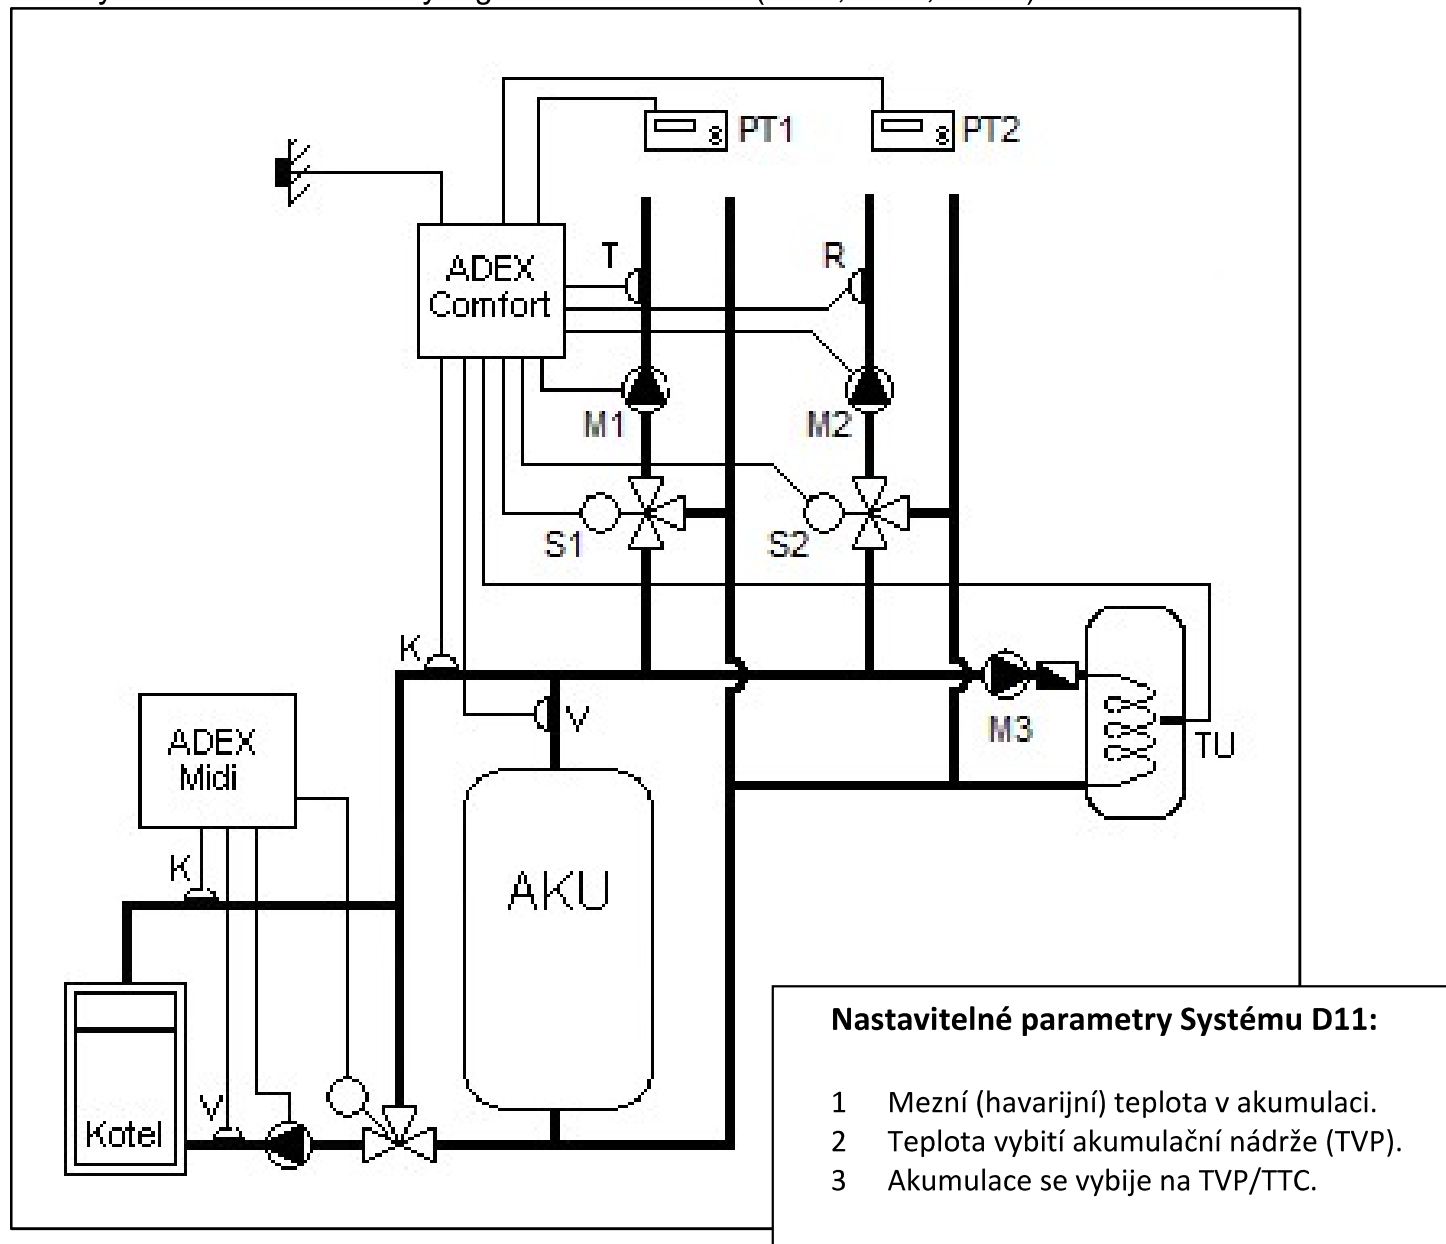 PT1
PT2
ADEX
Comfort
T
R
M1
M2
S1
S2
K
V
M3
TU
ADEX
Midi
K
AKU
V
Kotel
Nastavitelné parametry Systému D11:
1 Mezní (havarijní) teplota v akumulaci.
2 Teplota vybití akumulační nádrže (TVP).
3 Akumulace se vybije na TVP/TTC.